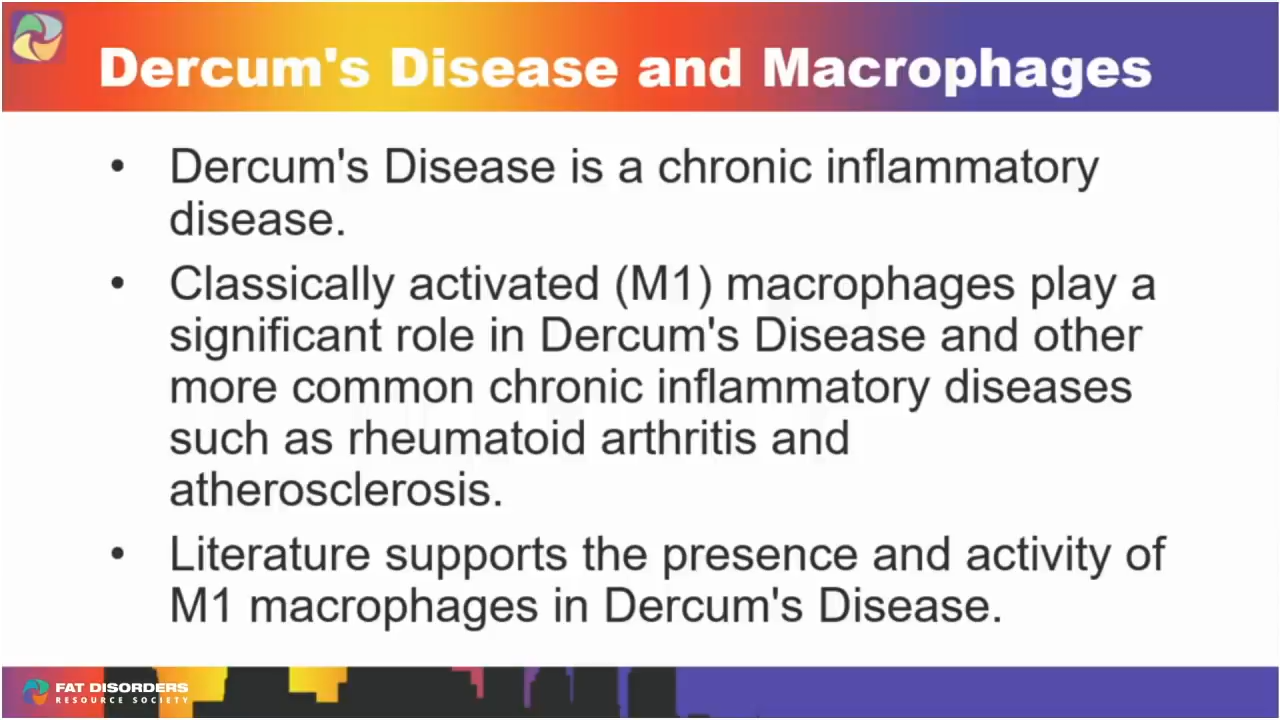 Dercum's Disease and Macrophages
• Dercum's Disease is a chronic inflammatory
disease.
• Classically activated (M1) macrophages play a
significant role in Dercum's Disease and other
more common chronic inflammatory diseases
such as rheumatoid arthritis and
atherosclerosis.
• Literature supports the presence and activity of
M1 macrophages in Dercum's Disease.
FAT DISORDERS
RESOURCE SOCIETY